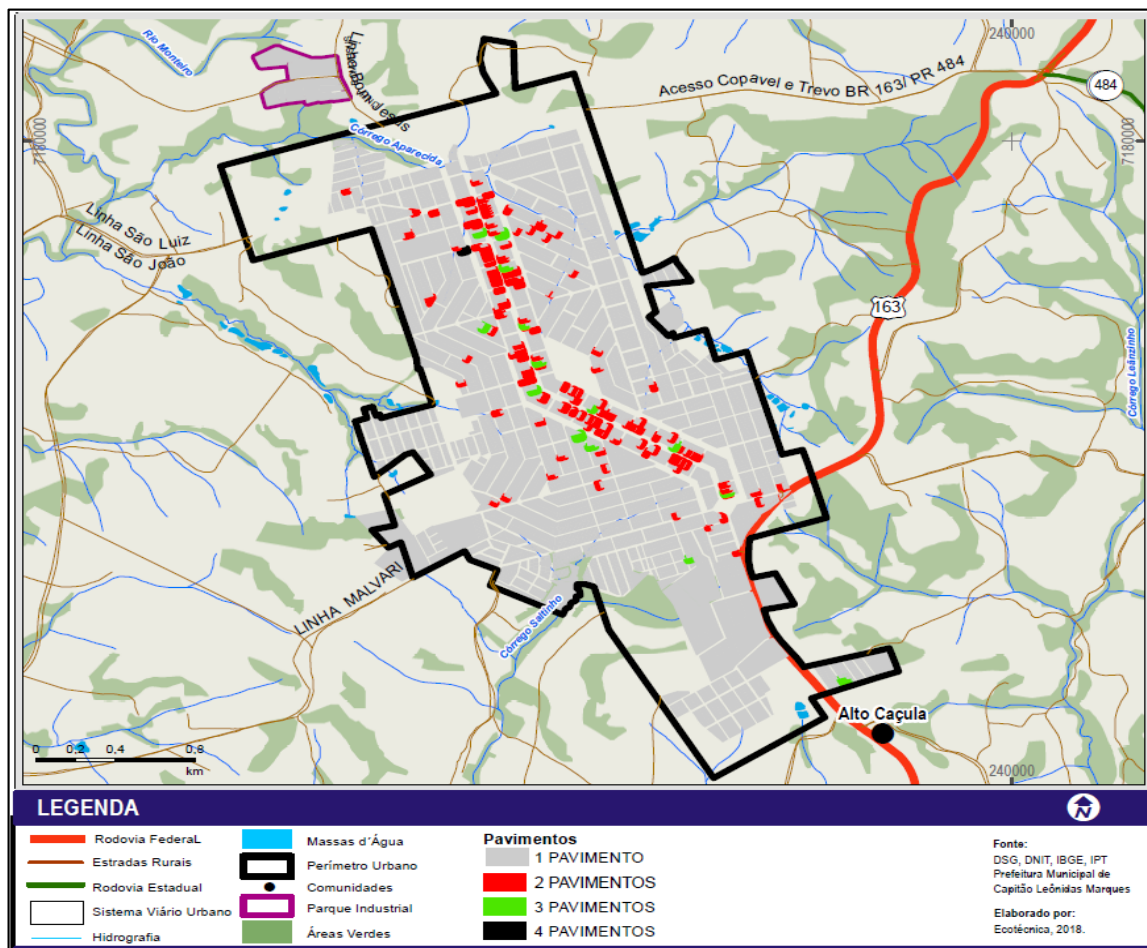 240000
Rio Monteiro
Linha Bom Jesus
Acesso Copavel e Trevo BR 163/ PR 484
484
7180000
7180000
Córrego Aparecida
Linha São Luiz
Linha São João
163
Córrego Leãnzinho
LINHA MALVARI
Córrego Saltinho
Alto Caçula
0 0,2 0,4 0,8
km
240000
LEGENDA
N
Rodovia FederaL
Estradas Rurais
Rodovia Estadual
Sistema Viário Urbano
Hidrografia
Massas d´Água
Perímetro Urbano
Comunidades
Parque Industrial
Áreas Verdes
Pavimentos
1 PAVIMENTO
2 PAVIMENTOS
3 PAVIMENTOS
4 PAVIMENTOS
Fonte:
DSG, DNIT, IBGE, IPT
Prefeitura Municipal de
Capitão Leônidas Marques
Elaborado por:
Ecotécnica, 2018.